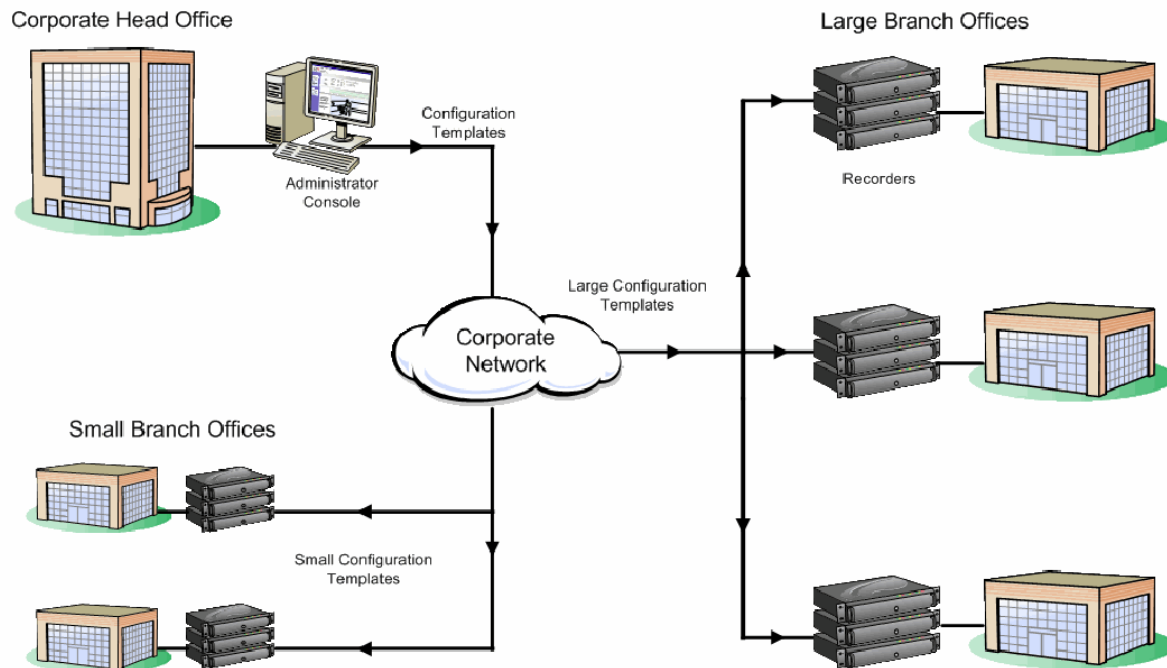 Corporate Head Office
Large Branch Offices
Configuration
Templates
Administrator
Console
Recorders
Large Configuration
Templates
Corporate
Network
Small Branch Offices
Small Configuration
Templates